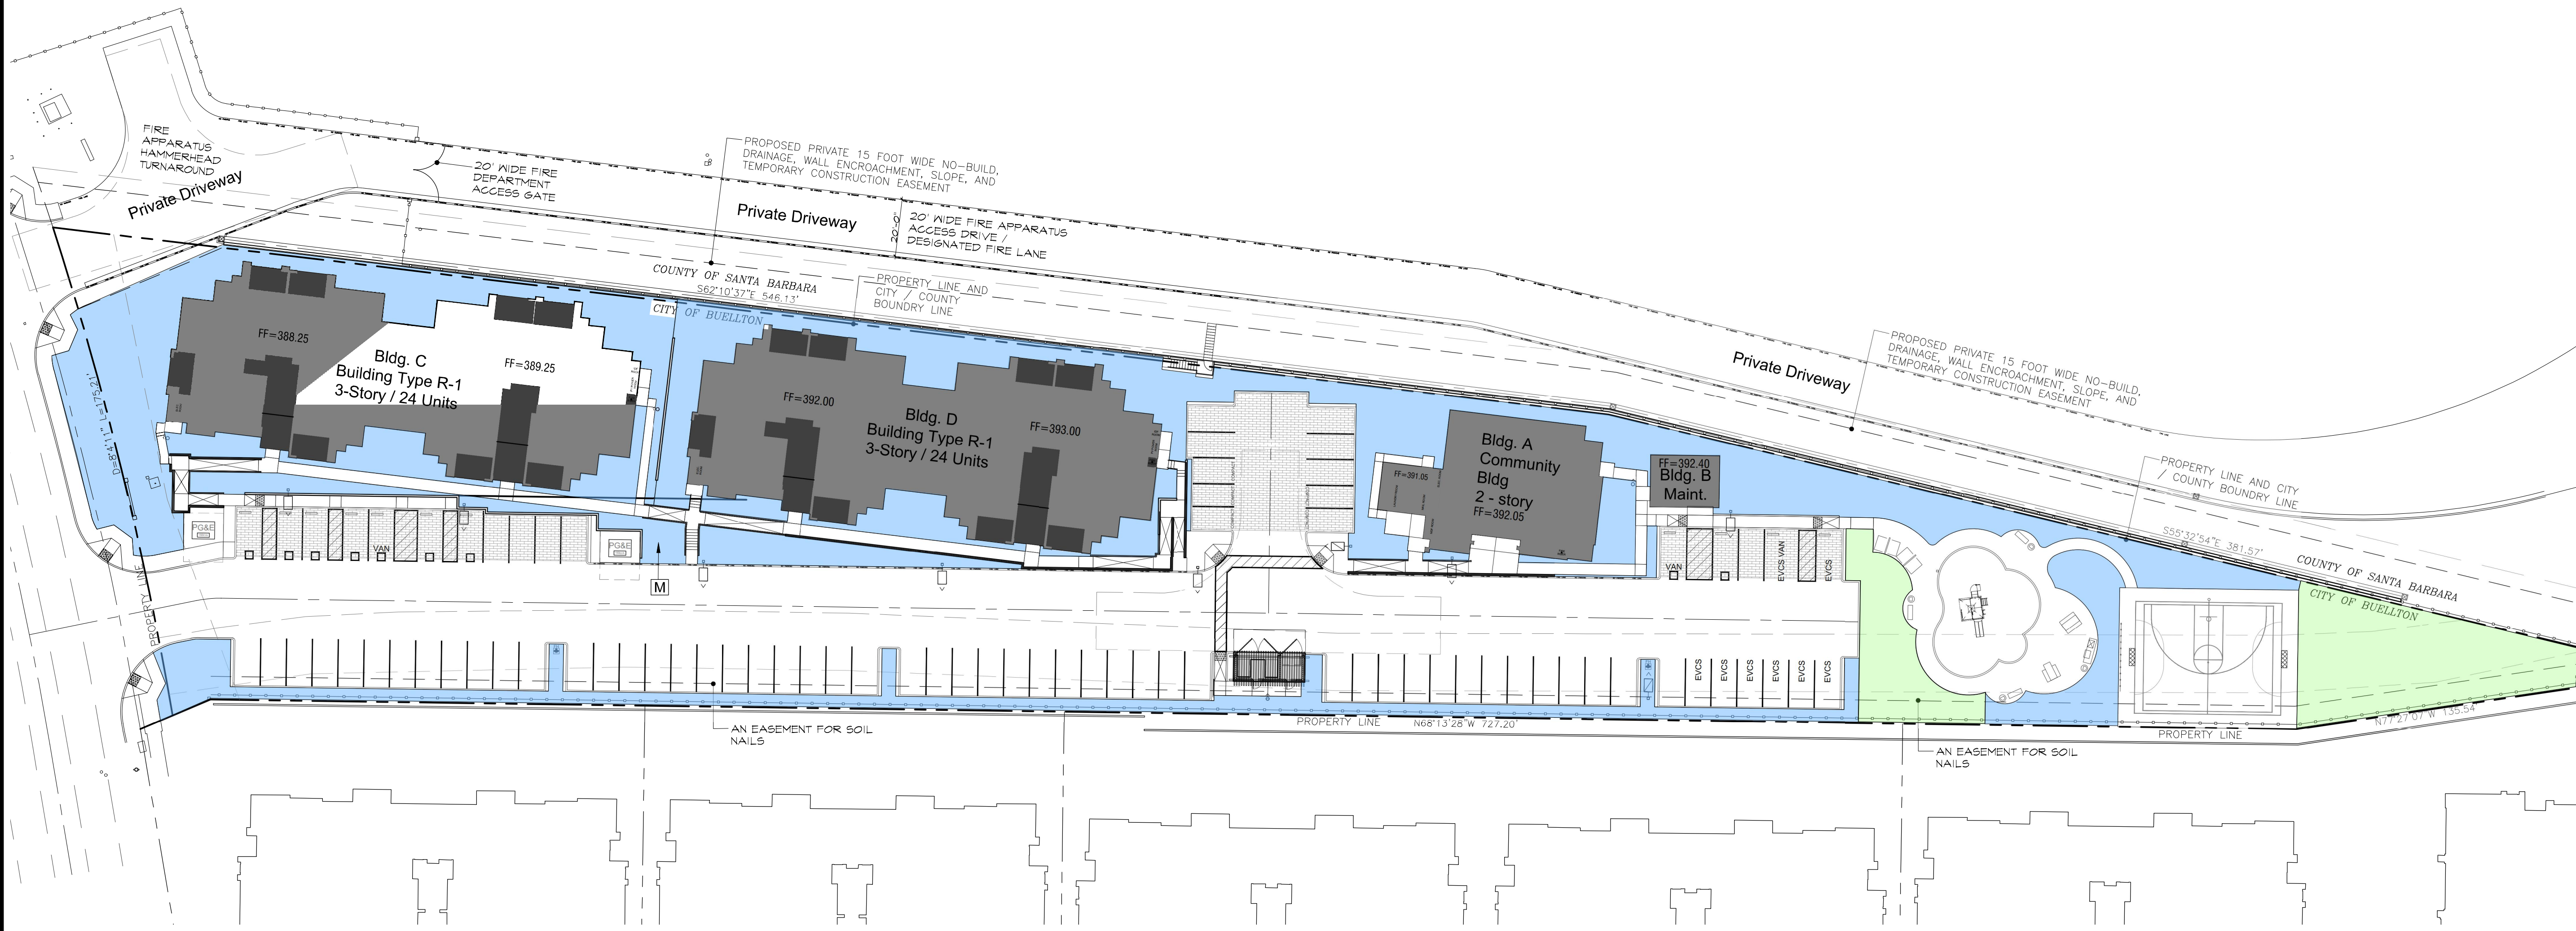 FIRE
APPARATUS
HAMMERHEAD
TURNAROUND
Private Driveway
20' WIDE FIRE
DEPARTMENT
ACCESS GATE
PROPOSED PRIVATE 15 FOOT WIDE NO-BUILD,
DRAINAGE, WALL ENCROACHMENT, SLOPE, AND
TEMPORARY CONSTRUCTION EASEMENT
Private Driveway
20'-0"
20' WIDE FIRE APPARATUS
ACCESS DRIVE /
DESIGNATED FIRE LANE
COUNTY OF SANTA BARBARA
S62°10'37"E 546.13'
CITY OF BUELLTON
PROPERTY LINE AND
CITY / COUNTY
BOUNDRY LINE
Private Driveway
PROPOSED PRIVATE 15 FOOT WIDE NO-BUILD,
DRAINAGE, WALL ENCROACHMENT, SLOPE, AND
TEMPORARY CONSTRUCTION EASEMENT
PROPERTY LINE AND CITY
/ COUNTY BOUNDRY LINE
S55°32'54"E 381.57'
COUNTY OF SANTA BARBARA
CITY OF BUELLTON
FF=388.25
Bldg. C
Building Type R-1
3-Story / 24 Units
FF=389.25
FF=392.00
Bldg. D
Building Type R-1
3-Story / 24 Units
FF=393.00
Bldg. A
Community
Bldg
2 - story
FF=392.05
FF=391.05
FF=392.40
Bldg. B
Maint.
D=8°4'11" L=175.21'
PG&E
VAN
PG&E
M
VAN
EVCS VAN
EVCS
PROPERTY LINE
EVCS
EVCS
EVCS
EVCS
EVCS
EVCS
AN EASEMENT FOR SOIL
NAILS
PROPERTY LINE
N68°13'28"W 727.20'
AN EASEMENT FOR SOIL
NAILS
PROPERTY LINE
N77°27'07"W 135.54'